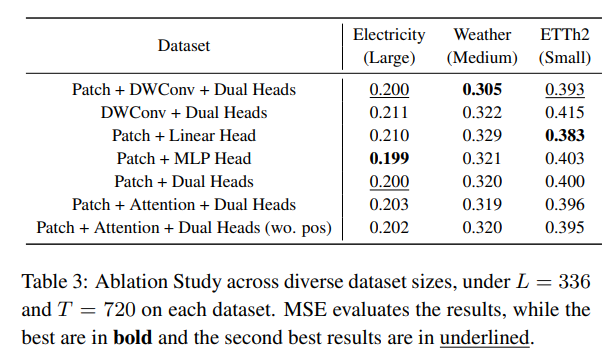 Dataset Electricity (Large) Weather (Medium) ETTh2 (Small)
Patch + DWConv + Dual Heads 0.200 0.305 0.393
DWConv + Dual Heads 0.211 0.322 0.415
Patch + Linear Head 0.210 0.329 0.383
Patch + MLP Head 0.199 0.321 0.403
Patch + Dual Heads 0.200 0.320 0.400
Patch + Attention + Dual Heads 0.203 0.319 0.396
Patch + Attention + Dual Heads (wo. pos) 0.202 0.320 0.395
Table 3: Ablation Study across diverse dataset sizes, under L = 336
and T = 720 on each dataset. MSE evaluates the results, while the
best are in bold and the second best results are in underlined.